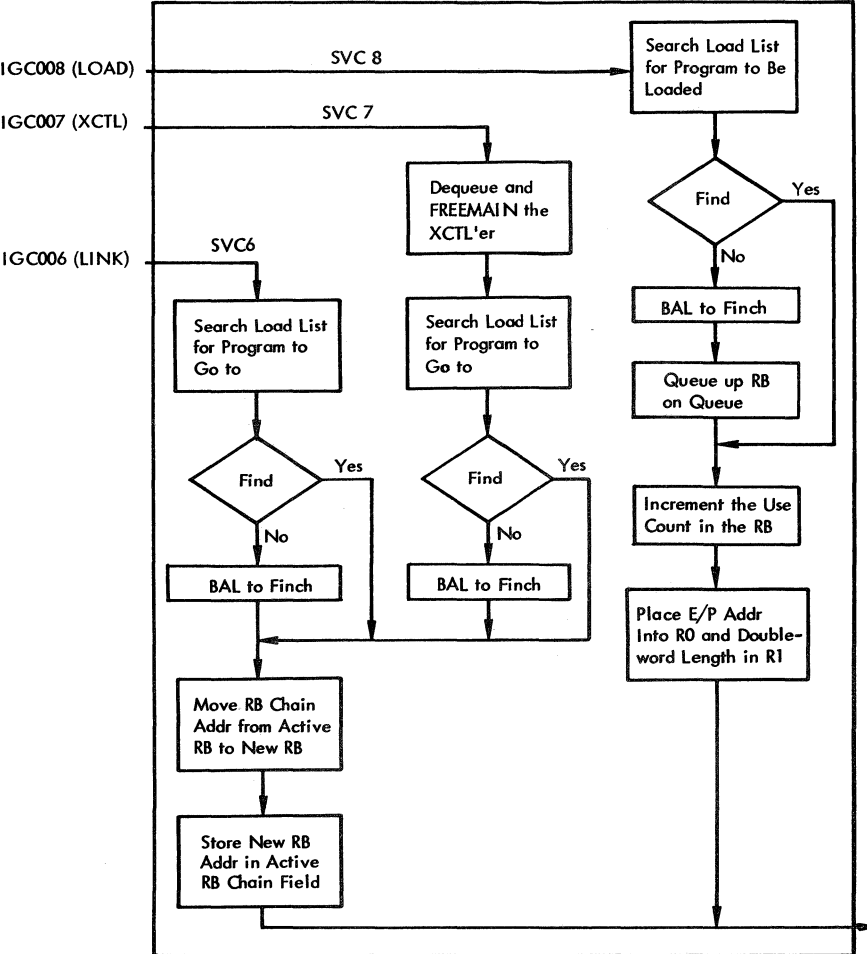 IGC008 (LOAD)
SVC 8
Search Load List
for Program to Be
Loaded
IGC007 (XCTL)
SVC 7
Dequeue and
FREEMAIN the
XCTL'er
Find
Yes
No
IGC006 (LINK)
SVC6
BAL to Finch
Search Load List
for Program to
Go to
Search Load List
for Program to
Go to
Queue up RB
on Queue
Find
Yes
No
Find
Yes
No
Increment the Use
Count in the RB
BAL to Finch
BAL to Finch
Place E/P Addr
Into R0 and Double-
word Length in R1
Move RB Chain
Addr from Active
RB to New RB
Store New RB
Addr in Active
RB Chain Field